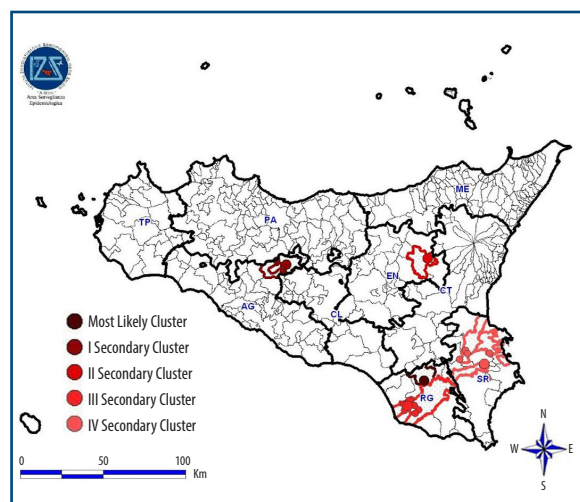 IZS
Area Sorveglianza
Epidemiologica
ME
TP
PA
EN
CT
AG
CL
SR
RG
Most Likely Cluster
I Secondary Cluster
II Secondary Cluster
III Secondary Cluster
IV Secondary Cluster
0 50 100
Km
N
W E
S